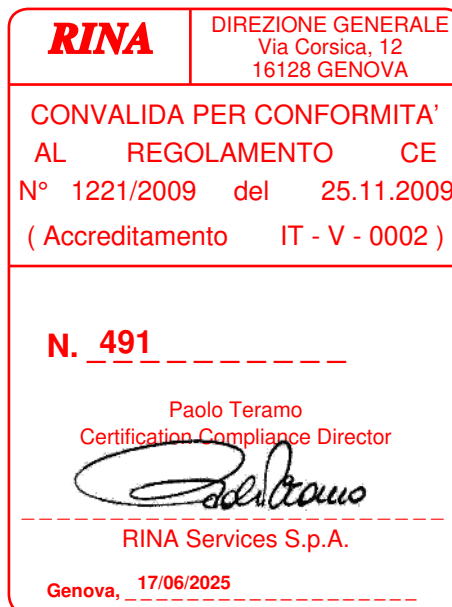 RINA
DIREZIONE GENERALE
Via Corsica, 12
16128 GENOVA
CONVALIDA PER CONFORMITA’
AL REGOLAMENTO CE
N° 1221/2009 del 25.11.2009
( Accreditamento IT - V - 0002 )
N. 491
Paolo Teramo
Certification Compliance Director
RINA Services S.p.A.
Genova, 17/06/2025